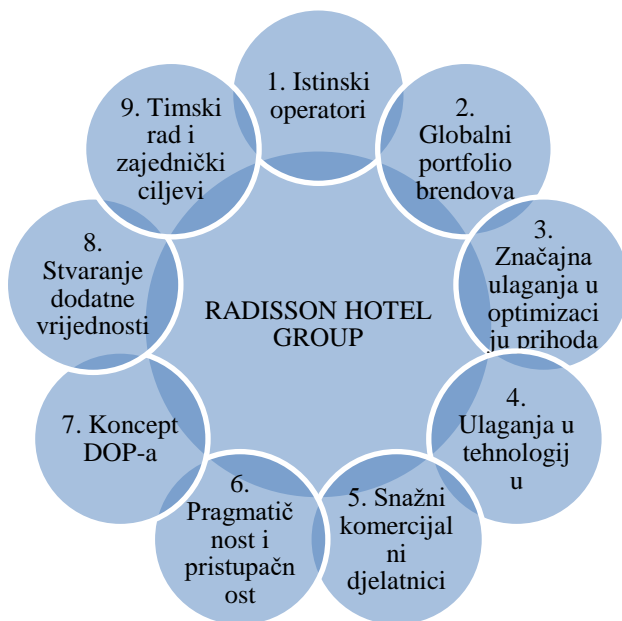 1. Istinski
operatori
2.
Globalni
portfolio
brendova
3.
Značajna
ulaganja u
optimizaci
ju prihoda
4.
Ulaganja u
tehnologij
u
5. Snažni
komercijal
ni
djelatnici
6.
Pragmatič
nost i
pristupačn
ost
7. Koncept
DOP-a
8.
Stvaranje
dodatne
vrijednosti
9. Timski
rad i
zajednički
ciljevi
RADISSON HOTEL
GROUP